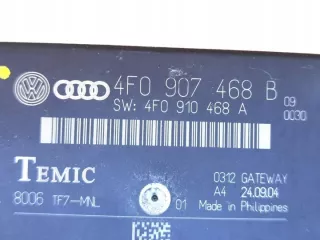 4F0 907 468 B 09
SW: 4F0 910 468 A 0030
TEMIC 0312 GATEWAY
A4 24.09.04
8006 TF7-MNL 01 Made in Philippines